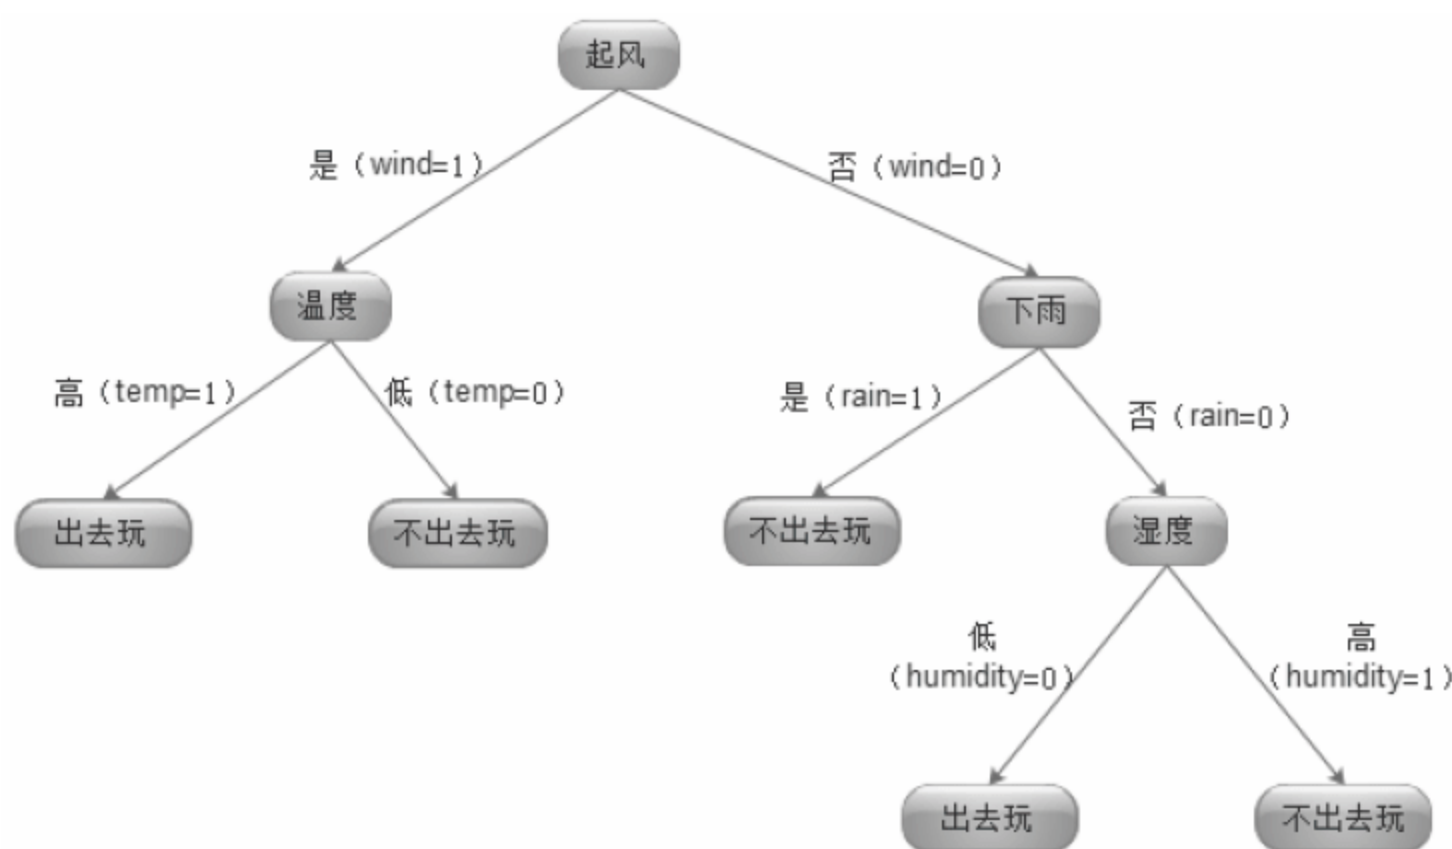 起风
是（wind=1）
否（wind=0）
温度
下雨
高（temp=1）
低（temp=0）
是（rain=1）
否（rain=0）
出去玩
不出去玩
不出去玩
湿度
低
（humidity=0）
高
（humidity=1）
出去玩
不出去玩